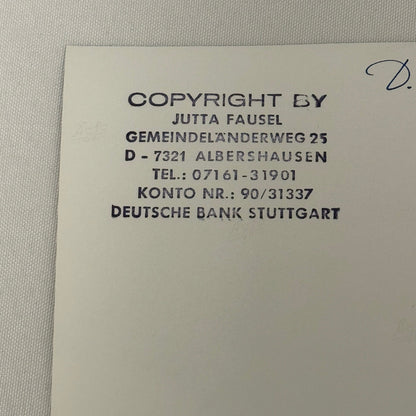 COPYRIGHT BY
JUTTA FAUSEL
GEMEINDELÄNDERWEG 25
D - 7321 ALBERSHAUSEN
TEL.: 07161-31901
KONTO NR.: 90/31337
DEUTSCHE BANK STUTTGART
D.